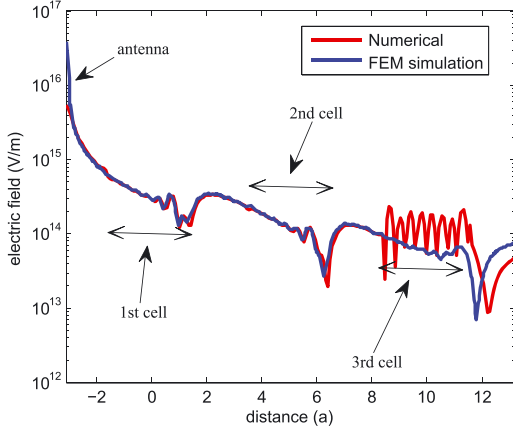 10^17
10^16
10^15
10^14
10^13
10^12
electric field (V/m)
antenna
Numerical
FEM simulation
2nd cell
1st cell
3rd cell
−2
0
2
4
6
8
10
12
distance (a)